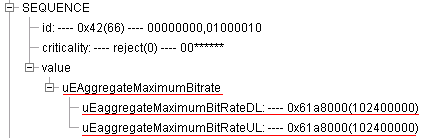 SEQUENCE
id: ---- 0x42(66) ---- 00000000,01000010
criticality: ---- reject(0) ---- 00******
value
uEAggregateMaximumBitrate
uEaggregateMaximumBitRateDL: ---- 0x61a8000(102400000)
uEaggregateMaximumBitRateUL: ---- 0x61a8000(102400000)